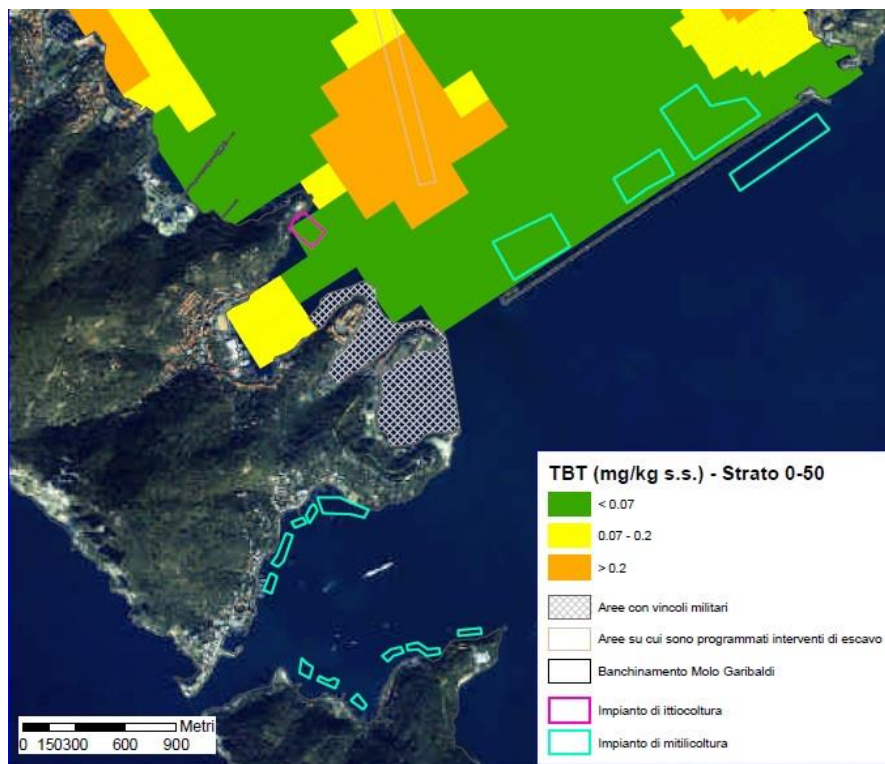 TBT (mg/kg s.s.) - Strato 0-50
< 0.07
0.07 - 0.2
> 0.2
Aree con vincoli militari
Aree su cui sono programmati interventi di escavo
Banchinamento Molo Garibaldi
Impianto di ittiocoltura
Impianto di mitilicoltura
Metri
0 150300 600 900